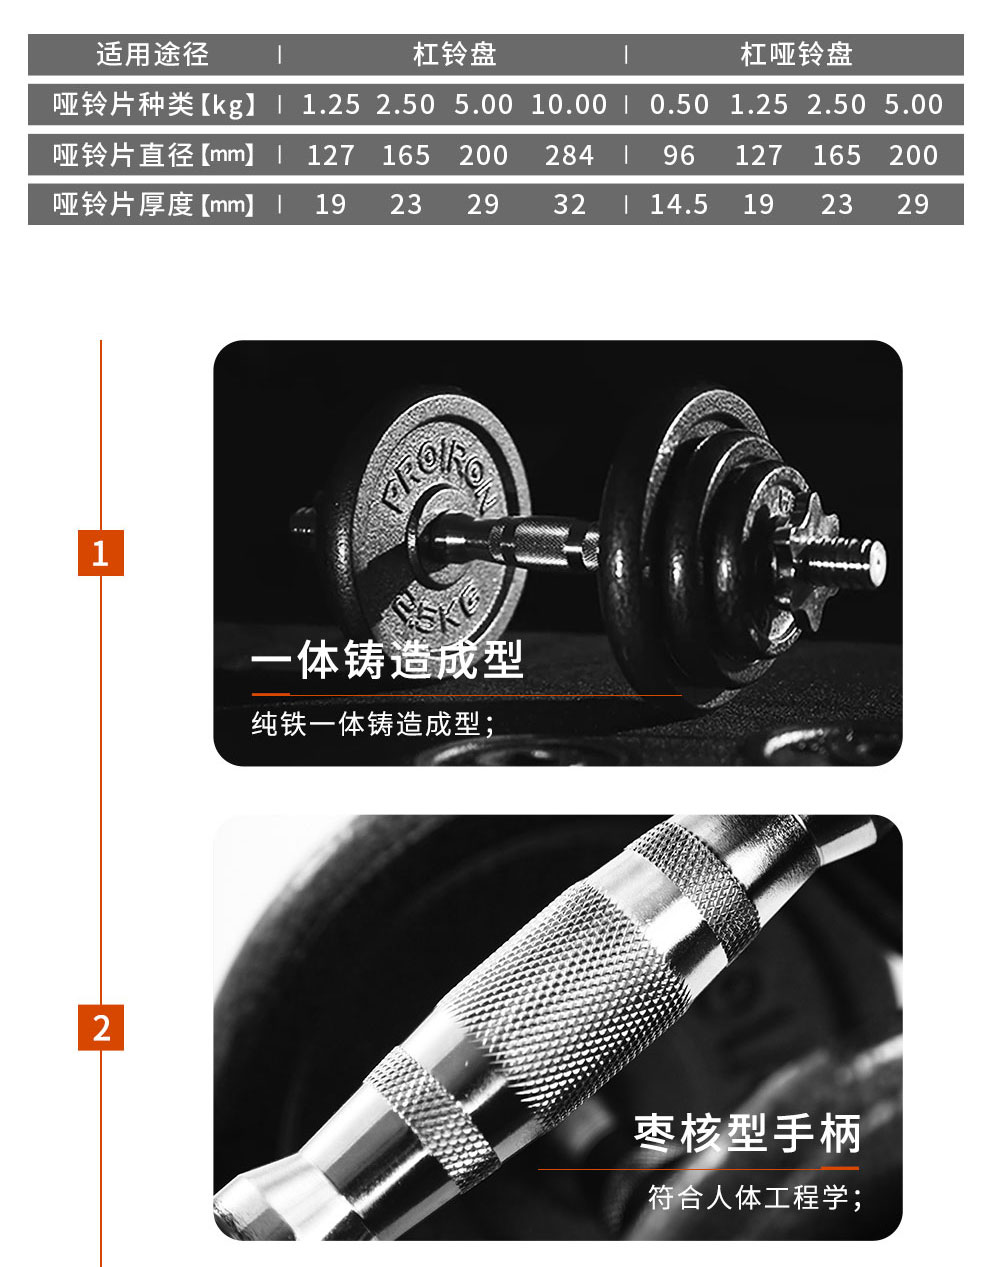 适用途径 | 杠铃盘 | 杠哑铃盘
哑铃片种类【kg】 | 1.25 2.50 5.00 10.00 | 0.50 1.25 2.50 5.00
哑铃片直径【mm】 | 127 165 200 284 | 96 127 165 200
哑铃片厚度【mm】 | 19 23 29 32 | 14.5 19 23 29
PROIRON
2.5KG
1
一体铸造成型
纯铁一体铸造成型；
2
枣核型手柄
符合人体工程学；